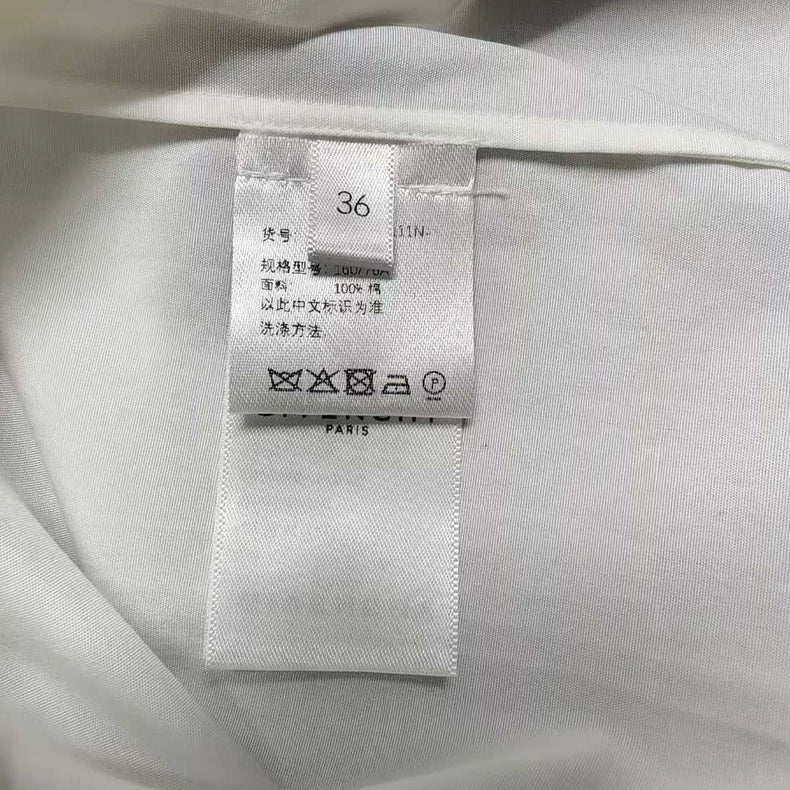 36
货号: 11N-
规格型号: 160/76A
面料: 100% 棉
以此中文标识为准
洗涤方法:
P
PARIS